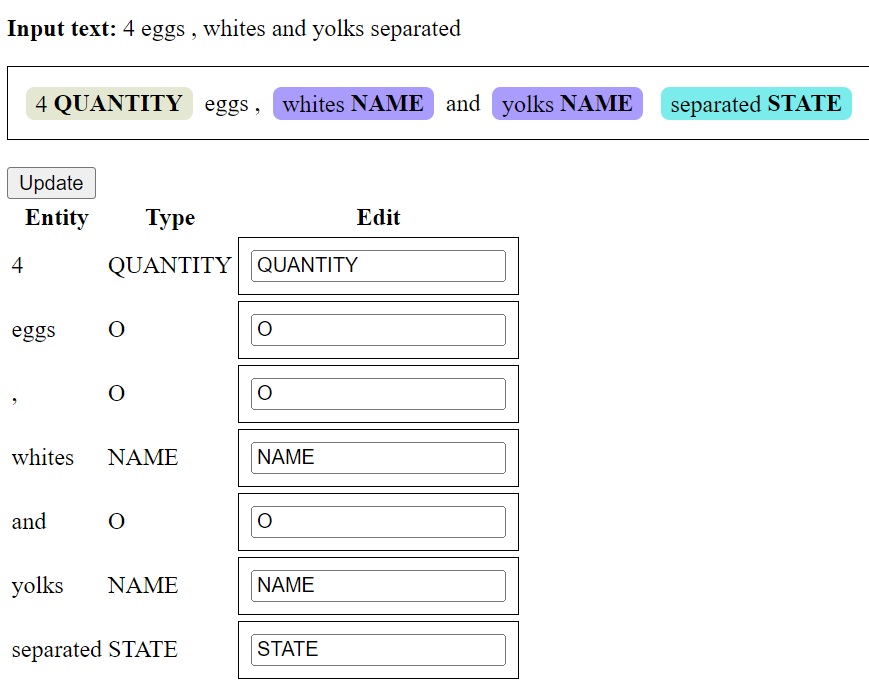 Input text: 4 eggs , whites and yolks separated
4 QUANTITY eggs , whites NAME and yolks NAME separated STATE
Update
Entity Type Edit
4 QUANTITY QUANTITY
eggs O O
, O O
whites NAME NAME
and O O
yolks NAME NAME
separated STATE STATE